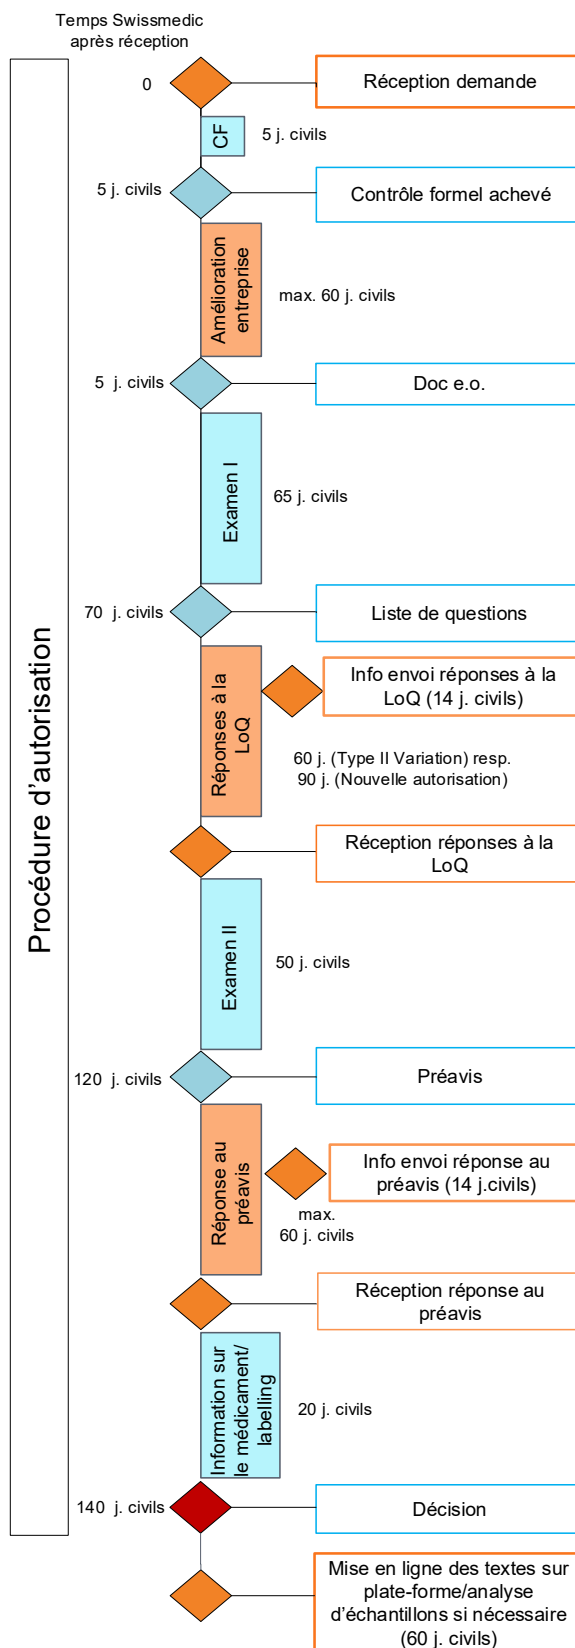 Temps Swissmedic
après réception
Procédure d’autorisation
0
Réception demande
CF
5 j. civils
5 j. civils
Contrôle formel achevé
Amélioration
entreprise
max. 60 j. civils
5 j. civils
Doc e.o.
Examen I
65 j. civils
70 j. civils
Liste de questions
Réponses à la
LoQ
Info envoi réponses à la
LoQ (14 j. civils)
60 j. (Type II Variation) resp.
90 j. (Nouvelle autorisation)
Réception réponses à la
LoQ
Examen II
50 j. civils
120 j. civils
Préavis
Réponse au
préavis
Info envoi réponse au
préavis (14 j.civils)
max.
60 j. civils
Réception réponse au
préavis
Information sur
le médicament/
labelling
20 j. civils
140 j. civils
Décision
Mise en ligne des textes sur
plate-forme/analyse
d’échantillons si nécessaire
(60 j. civils)